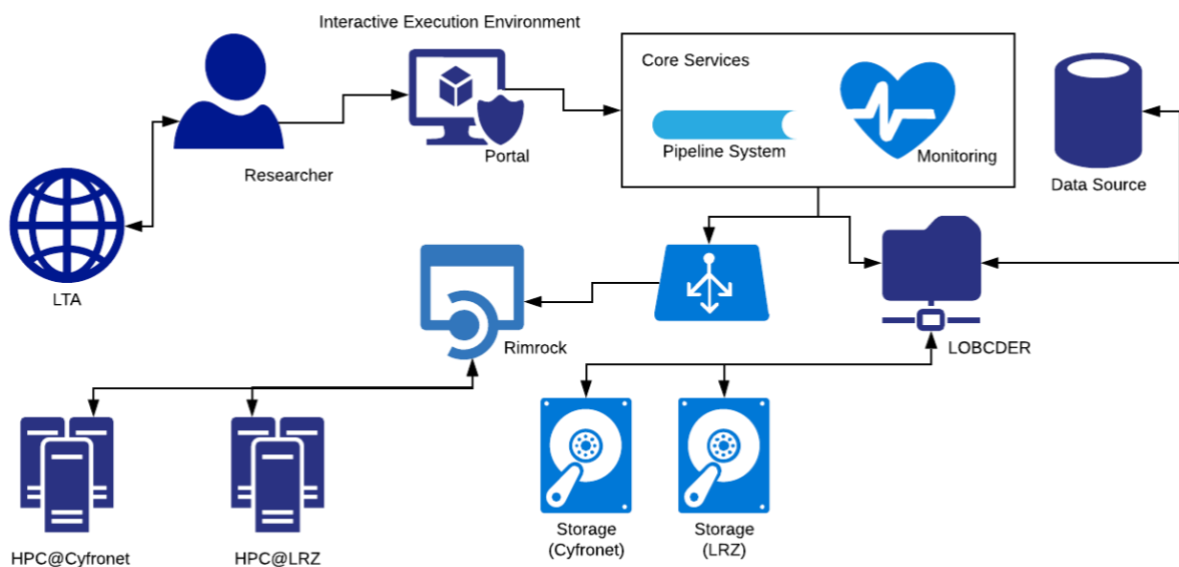 Interactive Execution Environment
Core Services
Pipeline System
Monitoring
Portal
Researcher
Data Source
LTA
Rimrock
LOBCDER
HPC@Cyfronet
HPC@LRZ
Storage
(Cyfronet)
Storage
(LRZ)